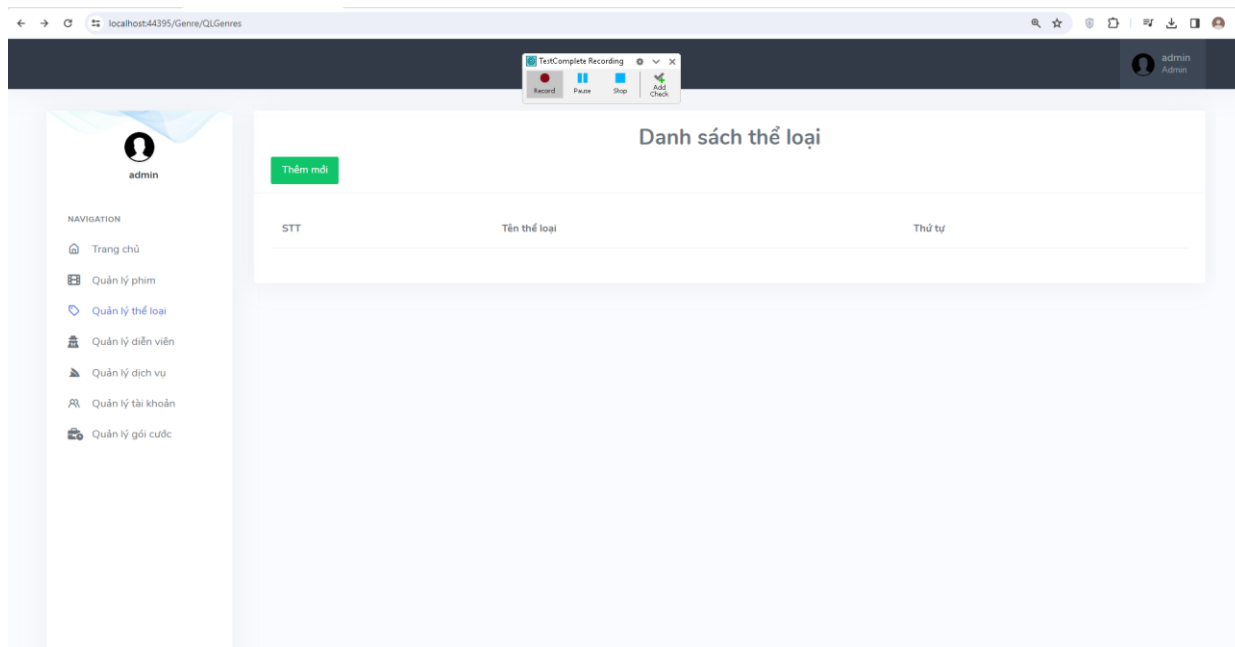 localhost:44395/Genre/QLGenres
TestComplete Recording
Record Pause Stop Add Check
admin
Admin
admin
Danh sách thể loại
Thêm mới
NAVIGATION
STT Tên thể loại Thứ tự
Trang chủ
Quản lý phim
Quản lý thể loại
Quản lý diễn viên
Quản lý dịch vụ
Quản lý tài khoản
Quản lý gói cước